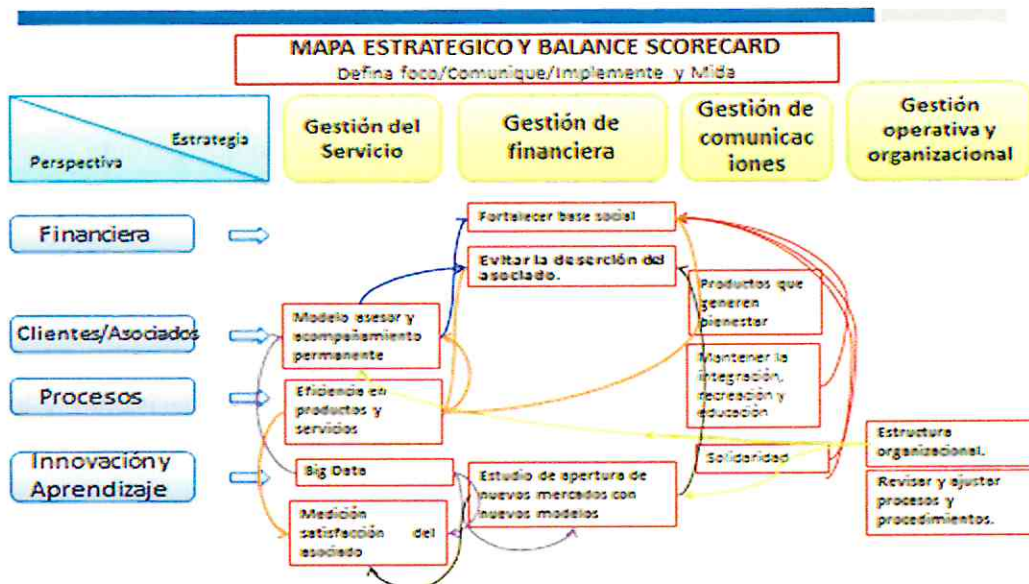 MAPA ESTRATEGICO Y BALANCE SCORECARD
Defina foco/Comunique/Implemente y Mida
Estrategia
Perspectiva
Gestión del
Servicio
Gestión de
financiera
Gestión de
comunicac
iones
Gestión
operativa y
organizacional
Financiera
Fortalecer base social
Evitar la deserción del
asociado.
Productos que
generen
bienestar
Clientes/Asociados
Modelo asesor y
acompañamiento
permanente
Mantener la
integración,
recreación y
educación
Procesos
Eficiencia en
productos y
servicios
Estructura
organizacional.
Solidaridad
Innovación y
Aprendizaje
Big Data
Estudio de apertura de
nuevos mercados con
nuevos modelos
Revisar y ajustar
procesos y
procedimientos.
Medición
satisfacción del
asociado